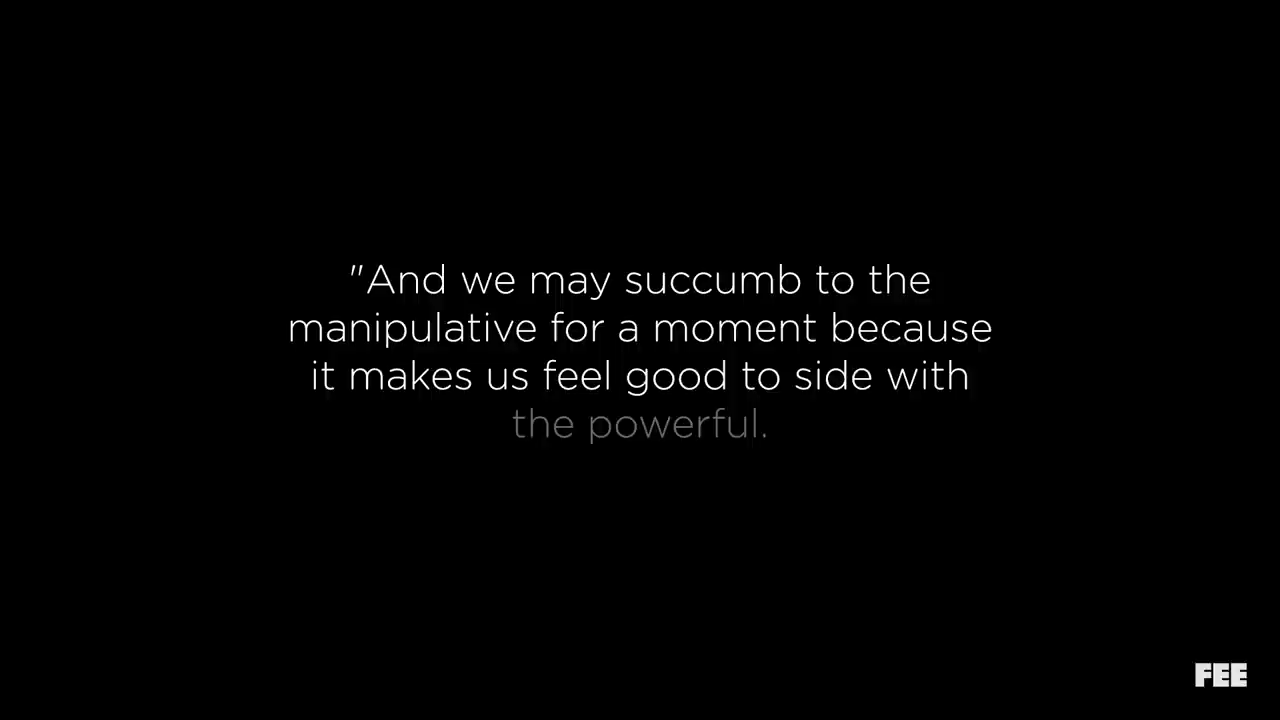 "And we may succumb to the
manipulative for a moment because
it makes us feel good to side with
the powerful.
FEE